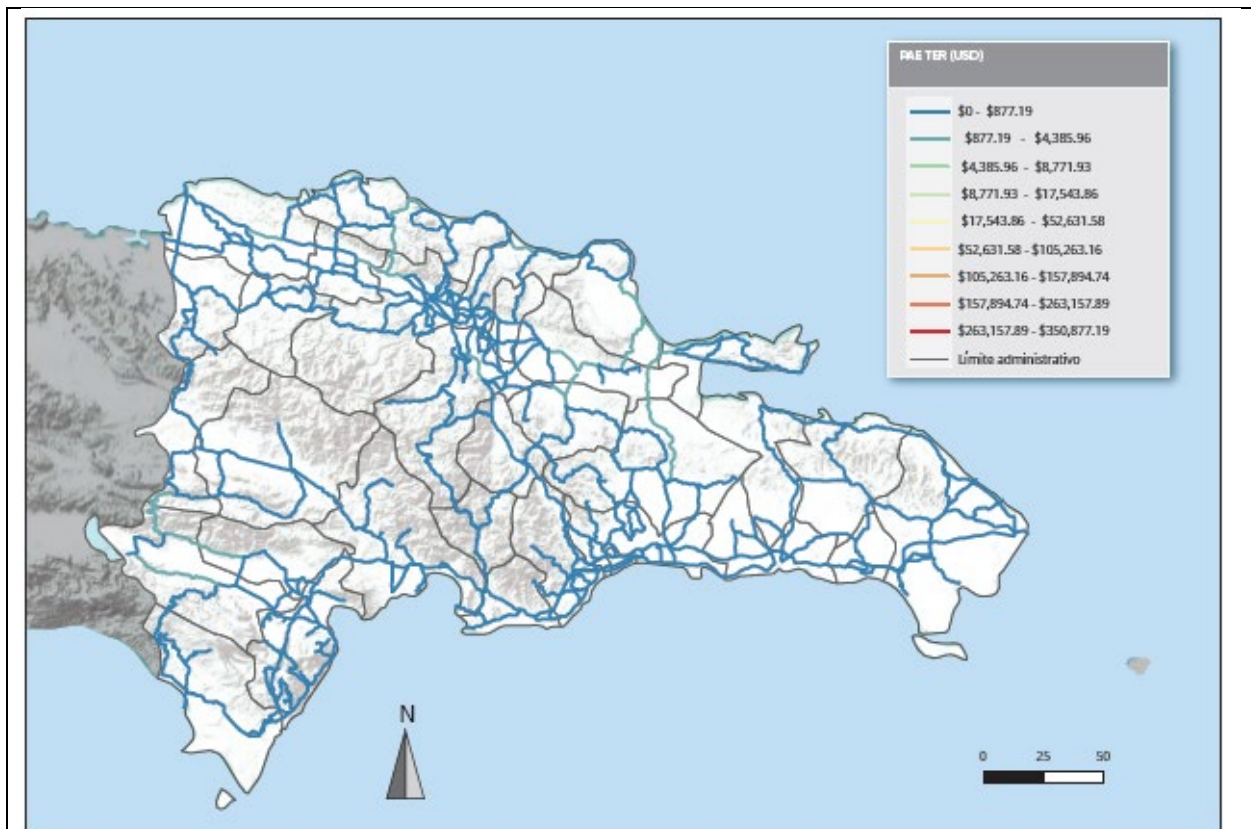 PAE TER (USD)
$0 - $877.19
$877.19 - $4,385.96
$4,385.96 - $8,771.93
$8,771.93 - $17,543.86
$17,543.86 - $52,631.58
$52,631.58 - $105,263.16
$105,263.16 - $157,894.74
$157,894.74 - $263,157.89
$263,157.89 - $350,877.19
Límite administrativo
N
0 25 50